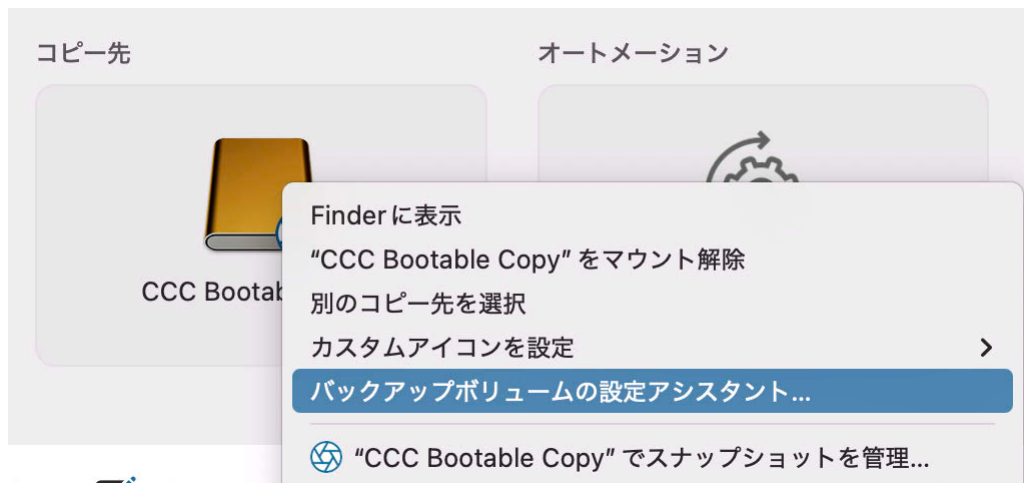 コピー先
オートメーション
CCC Bootab
Finderに表示
“CCC Bootable Copy” をマウント解除
別のコピー先を選択
カスタムアイコンを設定
バックアップボリュームの設定アシスタント...
“CCC Bootable Copy” でスナップショットを管理...